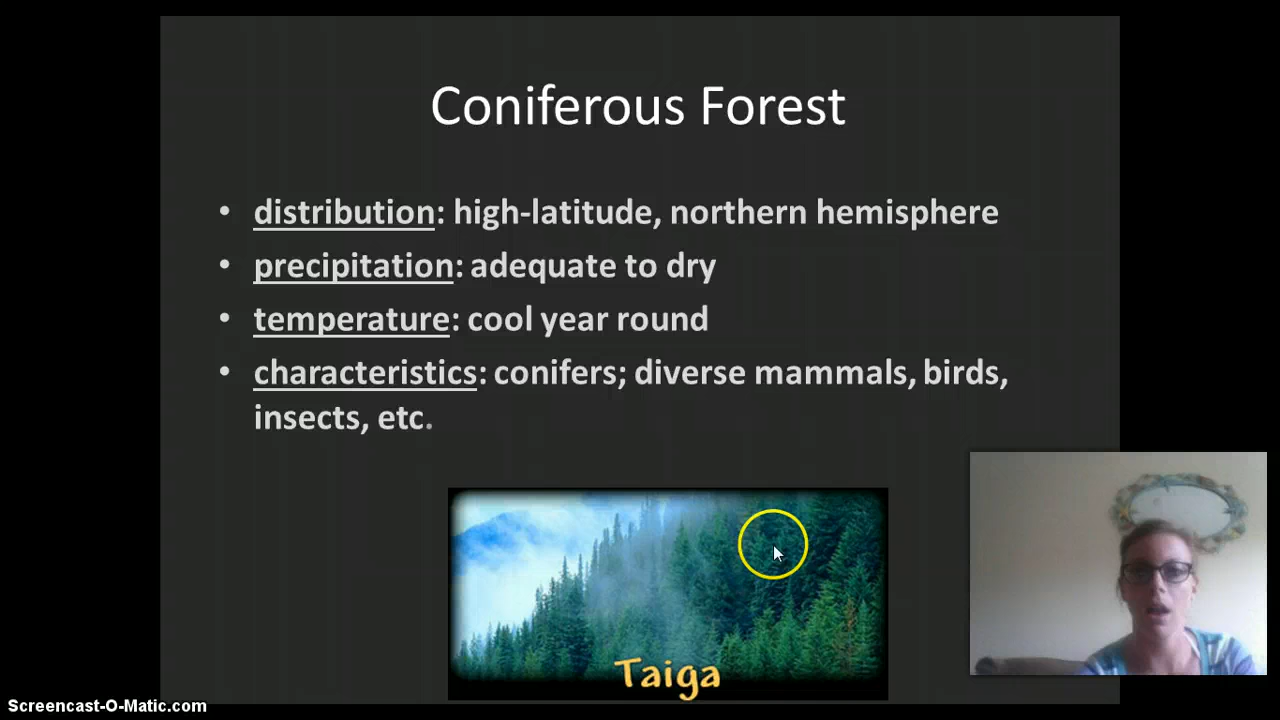 Coniferous Forest
• distribution: high-latitude, northern hemisphere
• precipitation: adequate to dry
• temperature: cool year round
• characteristics: conifers; diverse mammals, birds,
insects, etc.
Taiga
Screencast-O-Matic.com